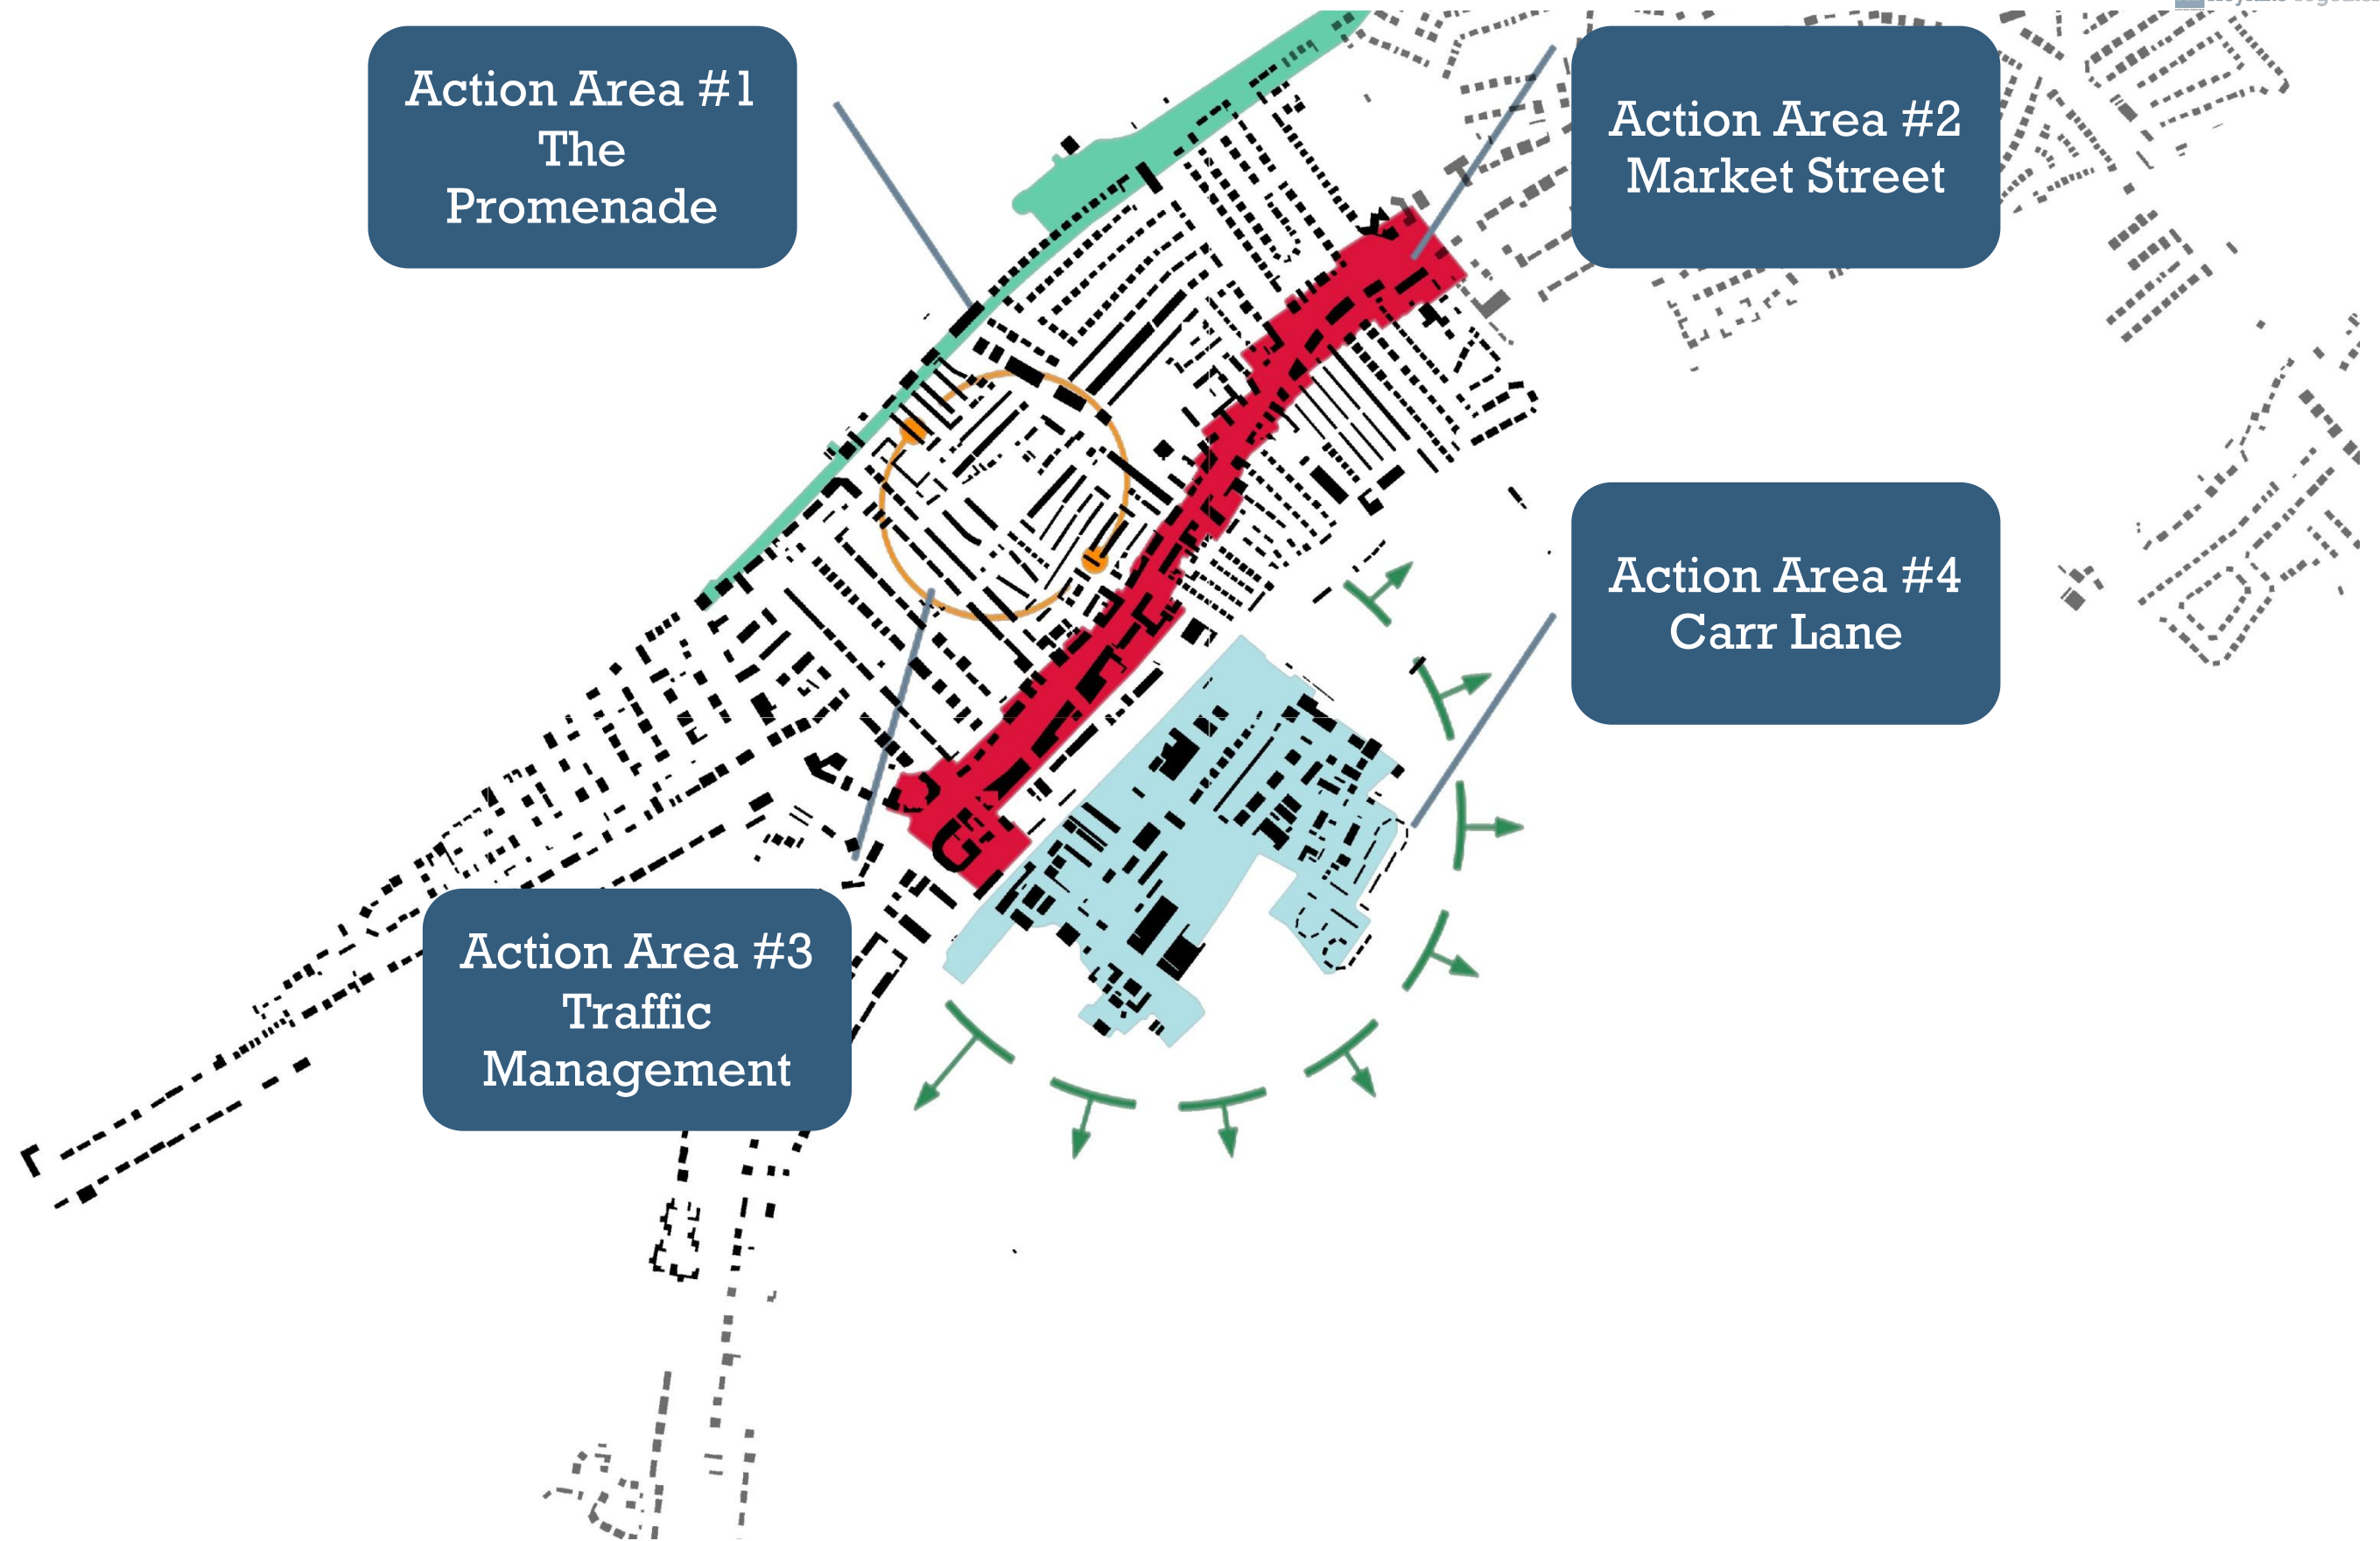 Action Area #1
The
Promenade
Action Area #2
Market Street
Action Area #4
Carr Lane
Action Area #3
Traffic
Management